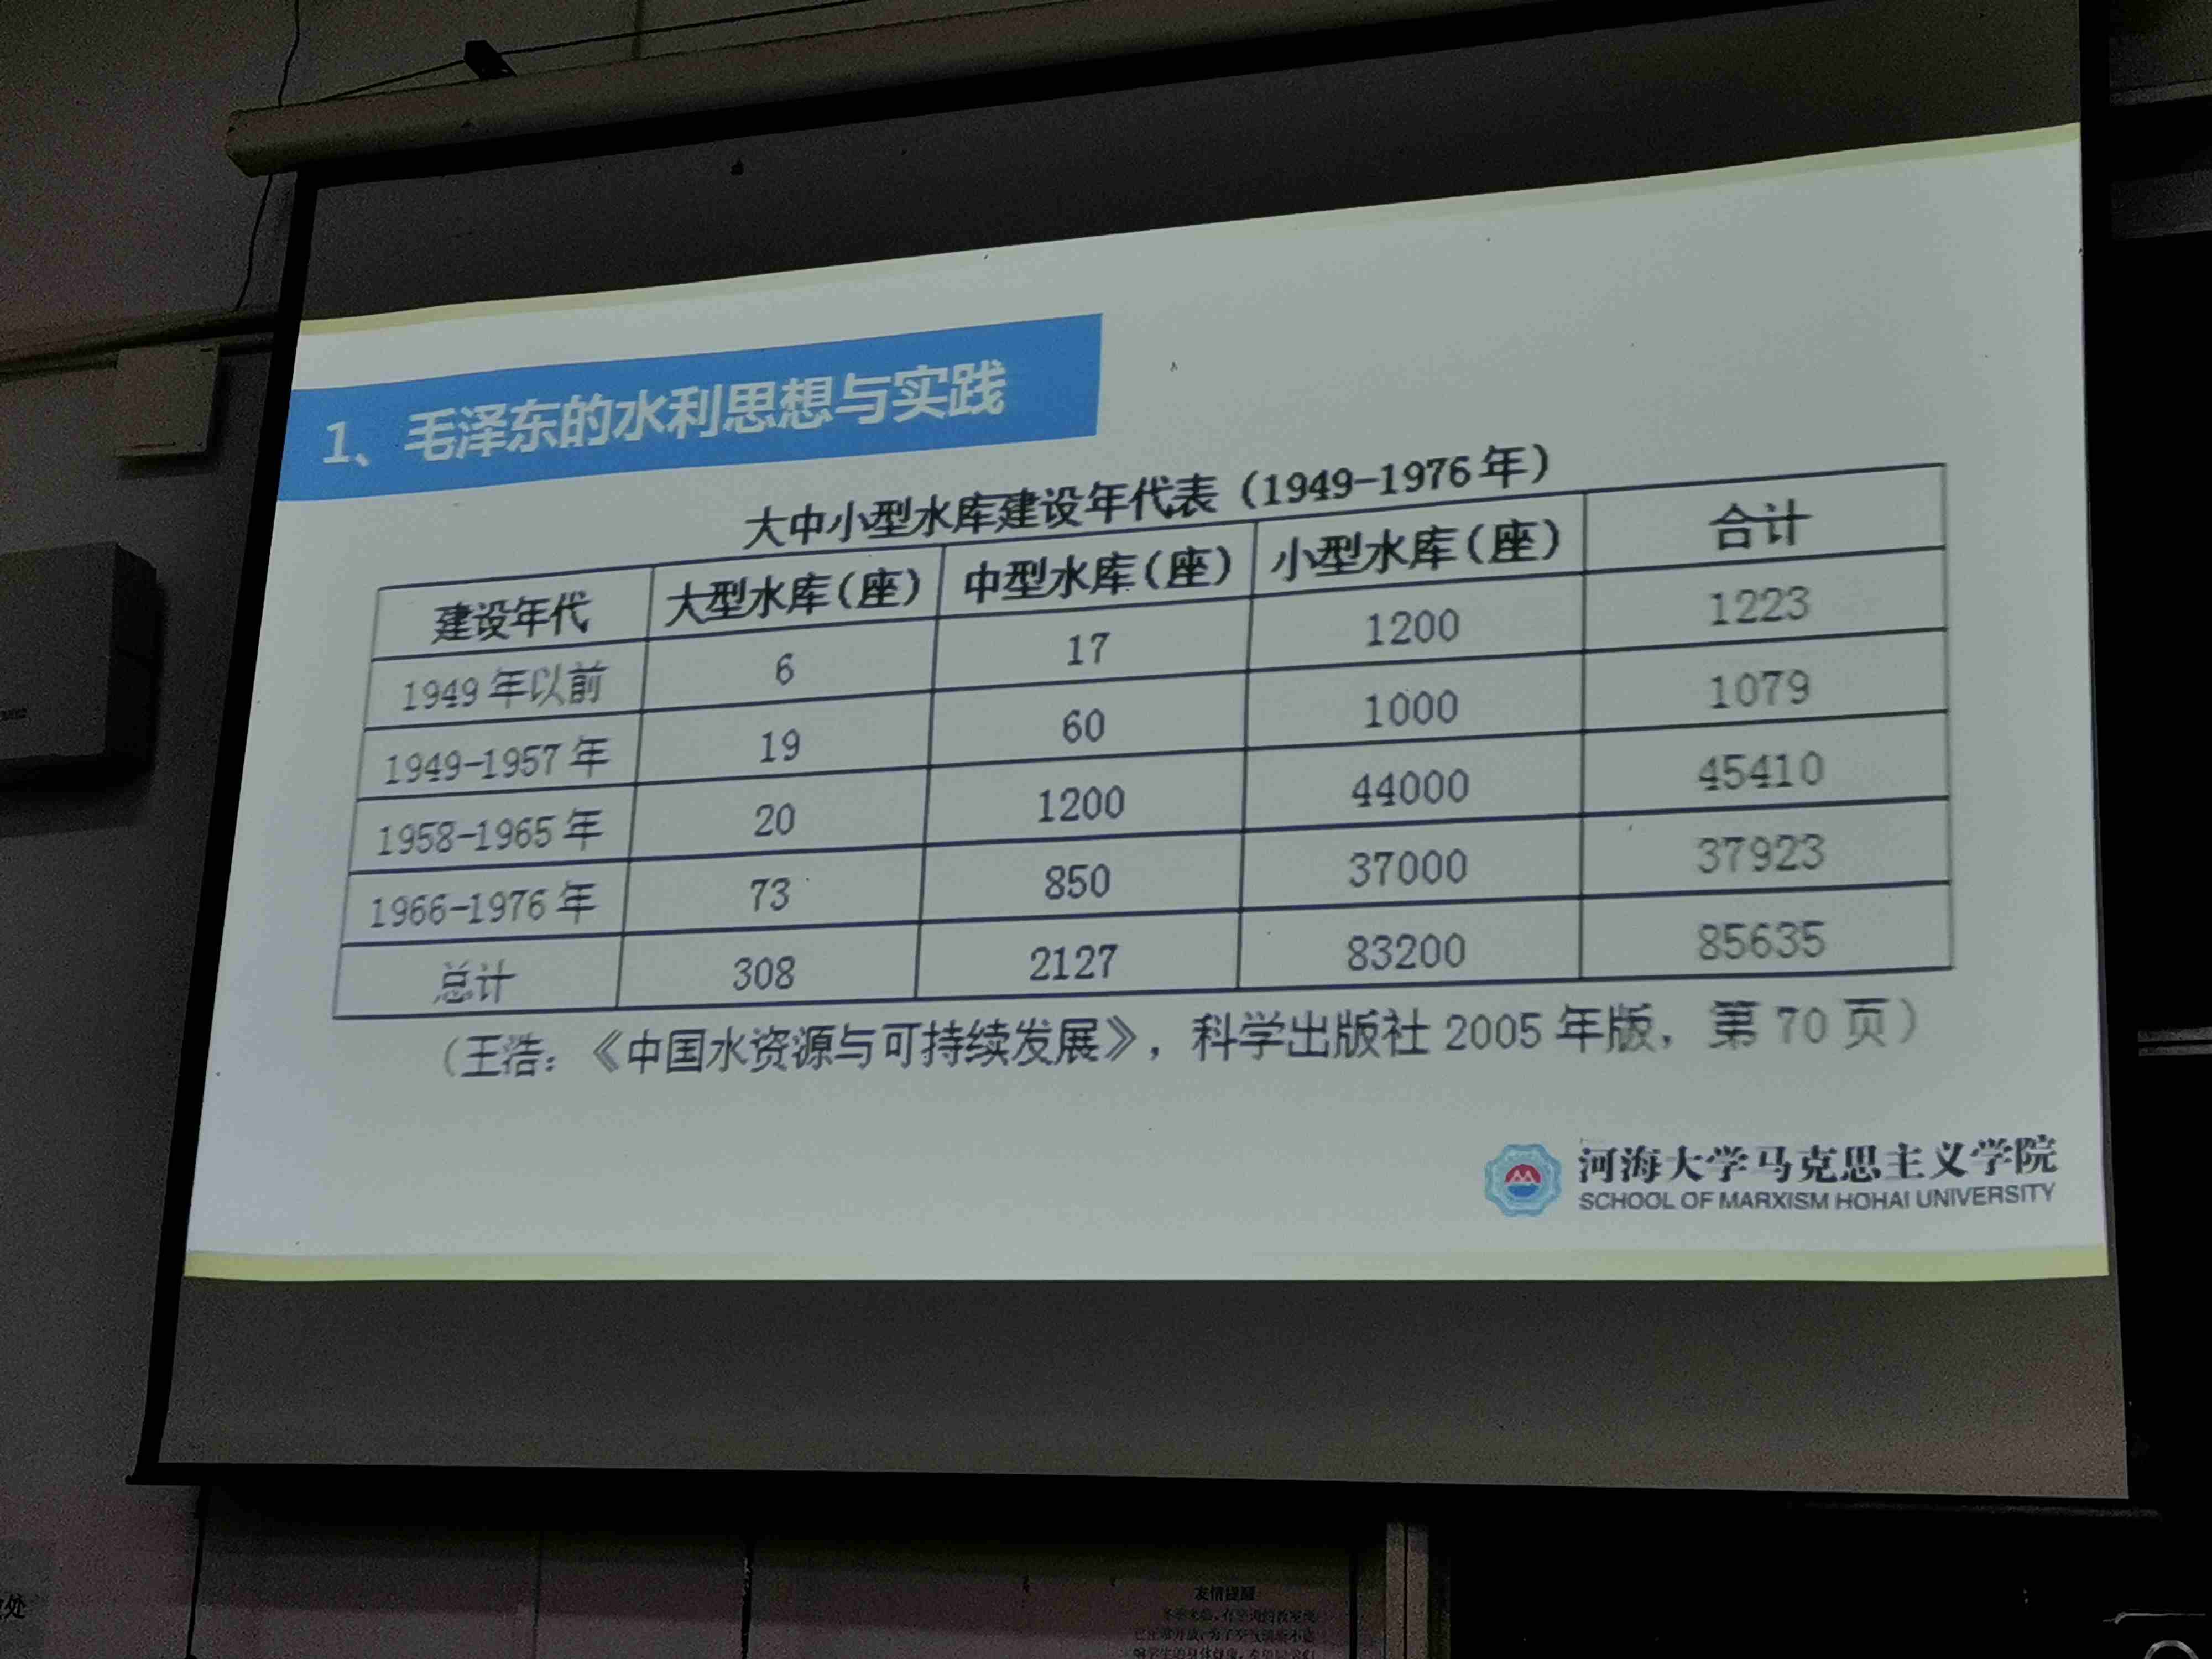 1、毛泽东的水利思想与实践
大中小型水库建设年代表（1949-1976年）
建设年代 大型水库（座） 中型水库（座） 小型水库（座） 合计
1949年以前 6 17 1200 1223
1949-1957年 19 60 1000 1079
1958-1965年 20 1200 44000 45410
1966-1976年 73 850 37000 37923
总计 308 2127 83200 85635
（王浩：《中国水资源与可持续发展》，科学出版社2005年版，第70页）
河海大学马克思主义学院
SCHOOL OF MARXISM HOHAI UNIVERSITY
友情提醒
处